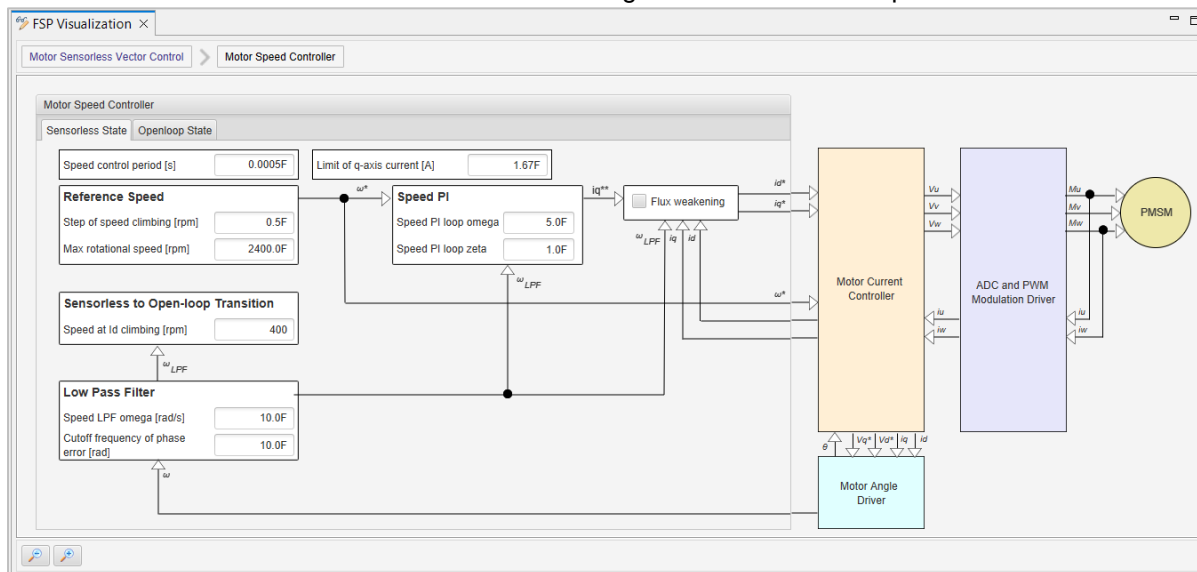 FSP Visualization
Motor Sensorless Vector Control
Motor Speed Controller
Motor Speed Controller
Sensorless State
Openloop State
Speed control period [s]
0.0005F
Limit of q-axis current [A]
1.67F
Reference Speed
Step of speed climbing [rpm]
0.5F
Max rotational speed [rpm]
2400.0F
ω*
Speed PI
Speed PI loop omega
5.0F
Speed PI loop zeta
1.0F
iq**
Flux weakening
id*
iq*
ω LPF
iq
id
ω LPF
ω*
Sensorless to Open-loop Transition
Speed at Id climbing [rpm]
400
ω LPF
Low Pass Filter
Speed LPF omega [rad/s]
10.0F
Cutoff frequency of phase
error [rad]
10.0F
ω
Motor Current
Controller
Vu
Vv
Vw
iu
iw
ADC and PWM
Modulation Driver
Mu
Mv
Mw
iu
iw
PMSM
θ
Vq*
Vd*
iq
id
Motor Angle
Driver